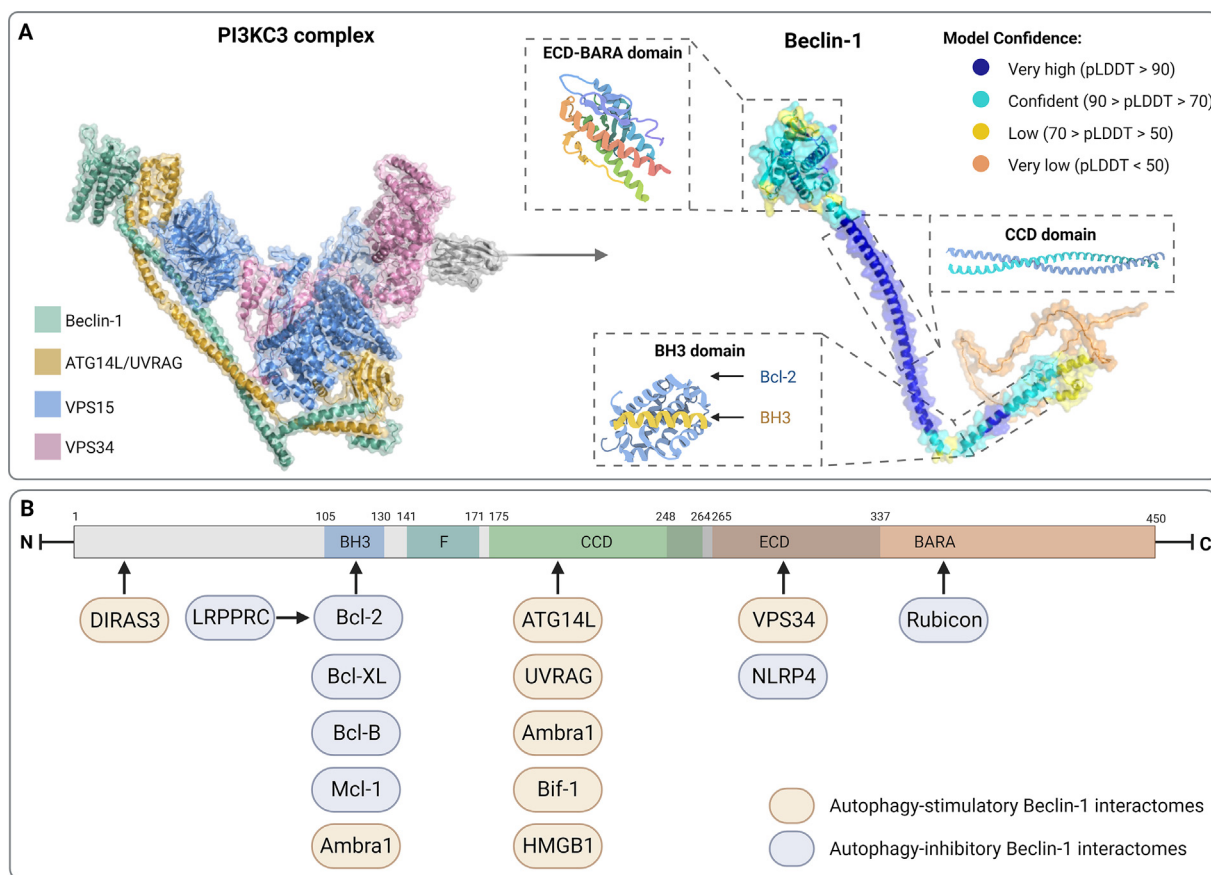 A
PI3KC3 complex
Beclin-1
ATG14L/UVRAG
VPS15
VPS34
ECD-BARA domain
Beclin-1
Model Confidence:
Very high (pLDDT > 90)
Confident (90 > pLDDT > 70)
Low (70 > pLDDT > 50)
Very low (pLDDT < 50)
CCD domain
BH3 domain
Bcl-2
BH3
B
1 105 130 141 171 175 248 264 265 337 450
N BH3 F CCD ECD BARA C
DIRAS3 LRPPRC Bcl-2 ATG14L VPS34 Rubicon
Bcl-XL UVRAG NLRP4
Bcl-B Ambra1
Mcl-1 Bif-1
Ambra1 HMGB1
Autophagy-stimulatory Beclin-1 interactomes
Autophagy-inhibitory Beclin-1 interactomes